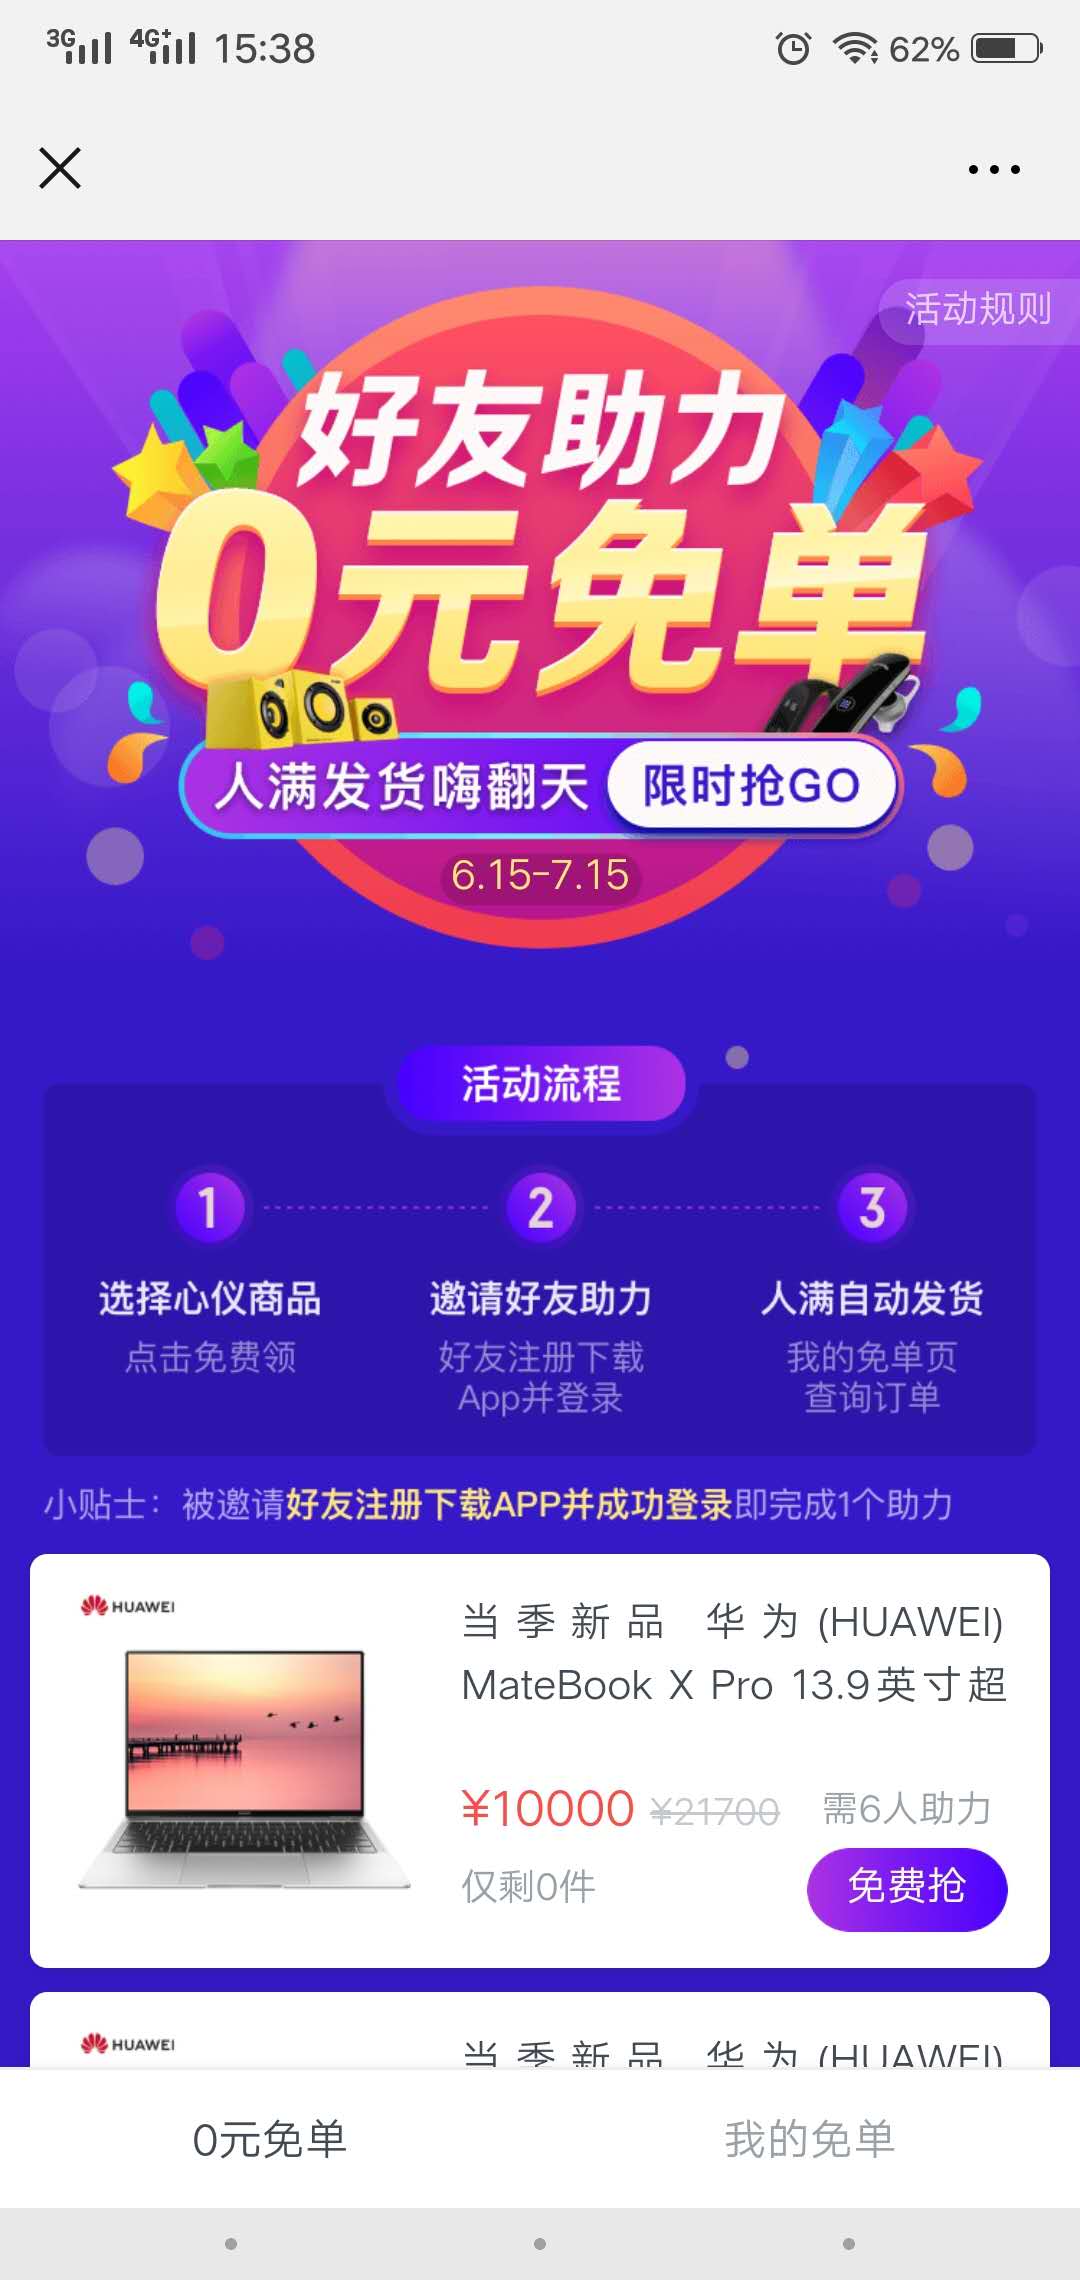 3G 4G+ 15:38 62%
活动规则
好友助力
0元免单
人满发货嗨翻天 限时抢GO
6.15-7.15
活动流程
1 2 3
选择心仪商品 邀请好友助力 人满自动发货
点击免费领 好友注册下载 我的免单页
App并登录 查询订单
小贴士：被邀请好友注册下载APP并成功登录即完成1个助力
HUAWEI
当季新品 华为(HUAWEI)
MateBook X Pro 13.9英寸超
¥10000 ¥21700 需6人助力
仅剩0件 免费抢
HUAWEI
当季新品 华为(HUAWEI)
0元免单 我的免单